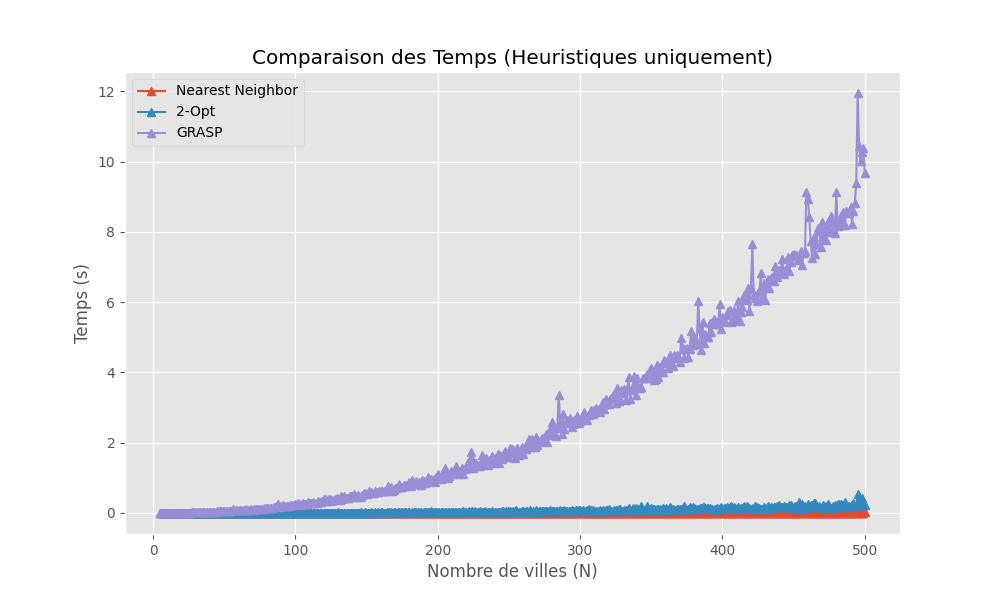 Comparaison des Temps (Heuristiques uniquement)
Nearest Neighbor
2-Opt
GRASP
12
10
8
6
4
2
0
Temps (s)
0 100 200 300 400 500
Nombre de villes (N)